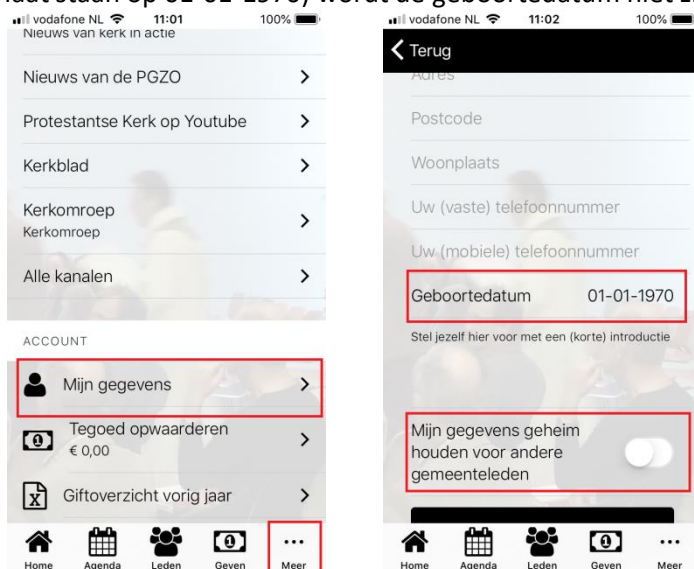 staan op 01-01-1970, wordt de geboortedatum niet
vodafone NL 11:01 100%
Nieuws van kerk in actie
Nieuws van de PGZO
Protestantse Kerk op Youtube
Kerkblad
Kerkomroep
Kerkomroep
Alle kanalen
ACCOUNT
Mijn gegevens
Tegoed opwaarderen
€ 0,00
Giftoverzicht vorig jaar
Home Agenda Leden Geven Meer
vodafone NL 11:02 100%
Terug
Adres
Postcode
Woonplaats
Uw (vaste) telefoonnummer
Uw (mobiele) telefoonnummer
Geboortedatum 01-01-1970
Stel jezelf hier voor met een (korte) introductie
Mijn gegevens geheim
houden voor andere
gemeenteleden
Home Agenda Leden Geven Meer